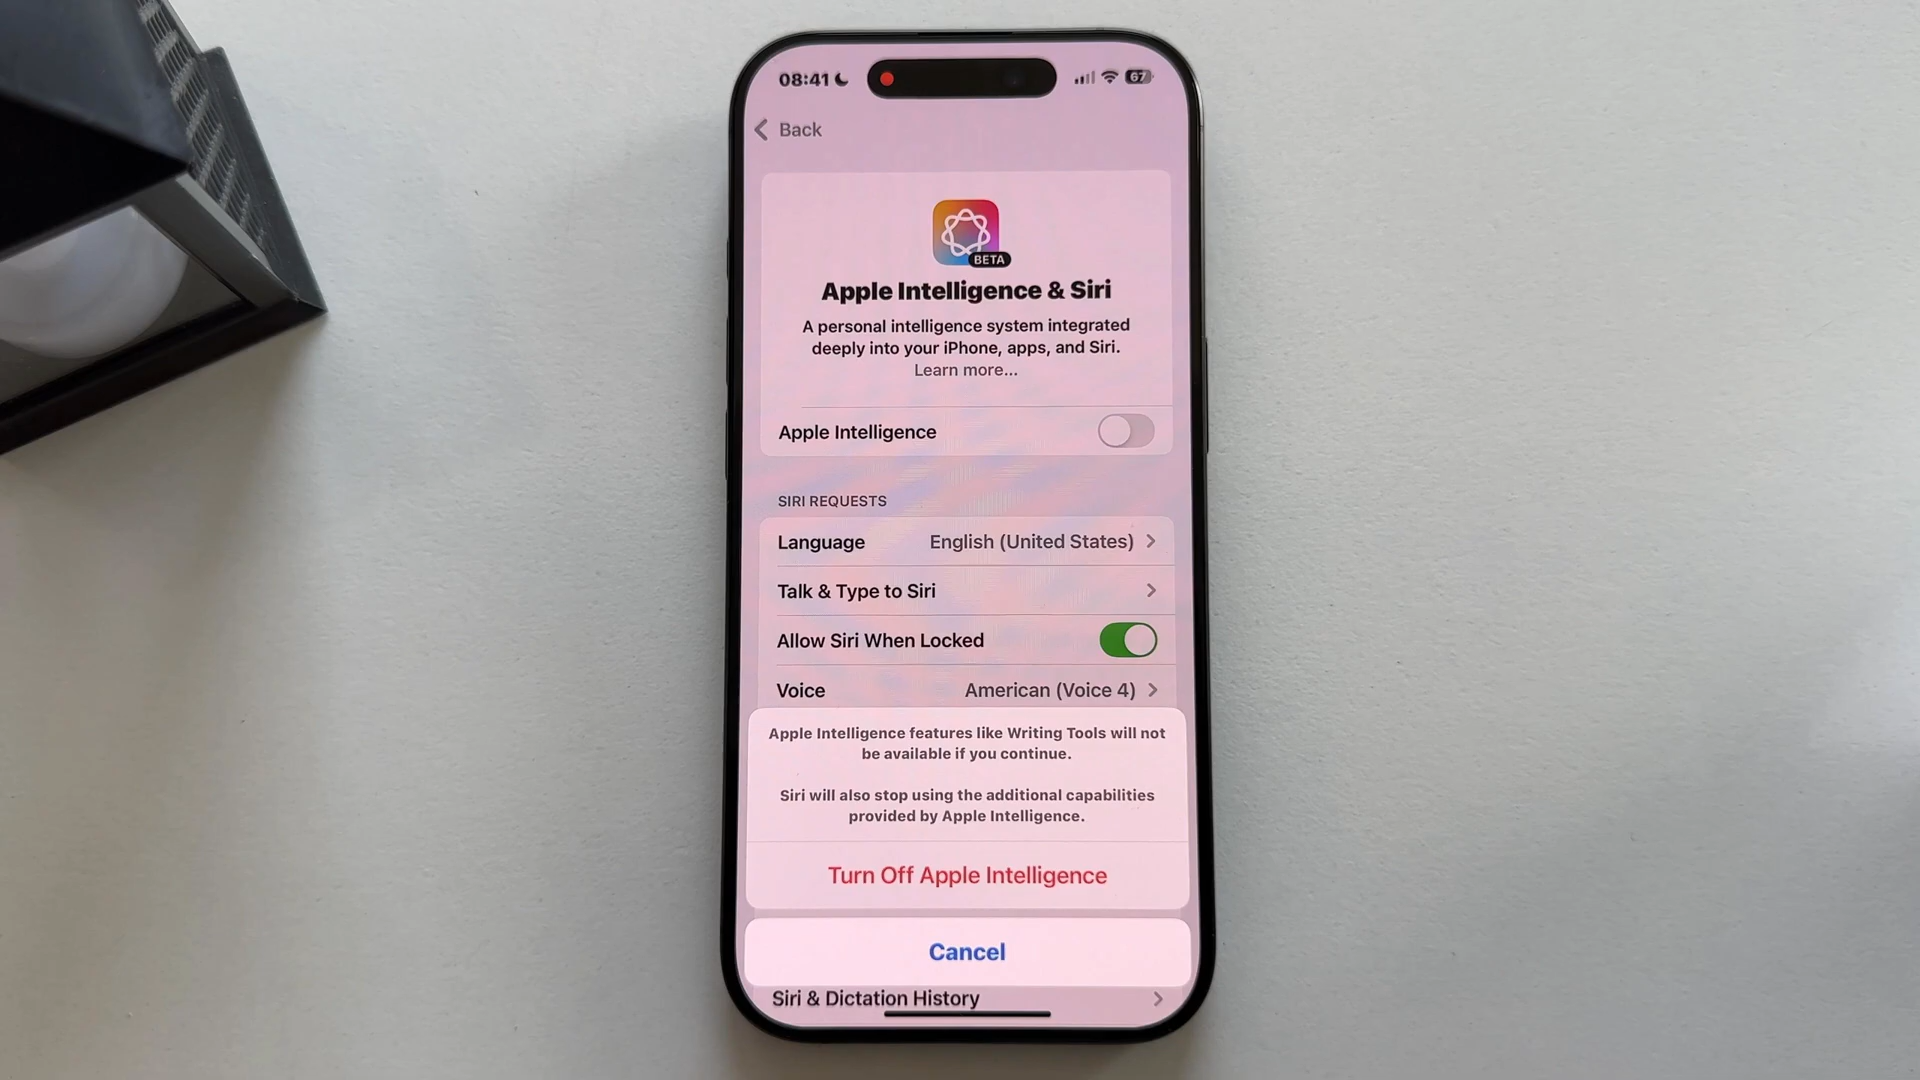 08:41
67
Back
BETA
Apple Intelligence & Siri
A personal intelligence system integrated
deeply into your iPhone, apps, and Siri.
Learn more...
Apple Intelligence
SIRI REQUESTS
Language English (United States)
Talk & Type to Siri
Allow Siri When Locked
Voice American (Voice 4)
Apple Intelligence features like Writing Tools will not
be available if you continue.
Siri will also stop using the additional capabilities
provided by Apple Intelligence.
Turn Off Apple Intelligence
Cancel
Siri & Dictation History